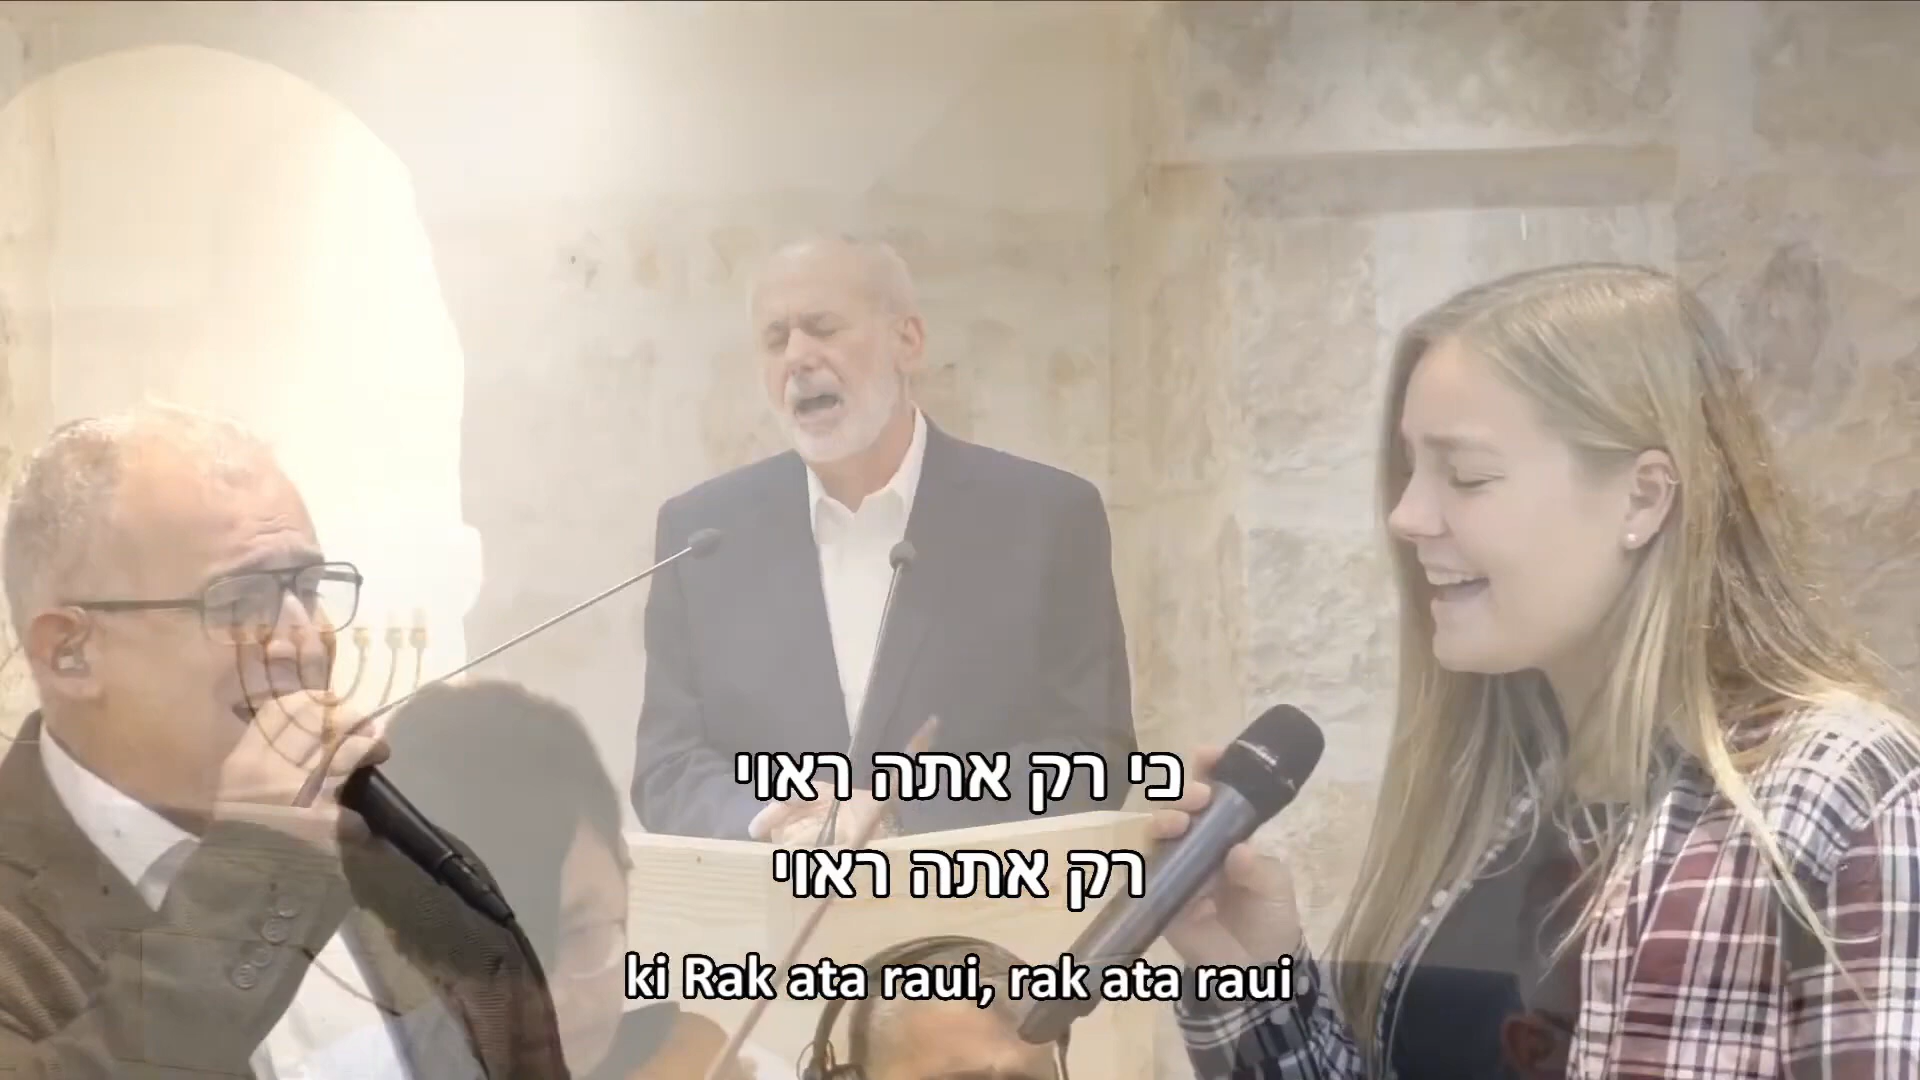 כי רק אתה ראוי
רק אתה ראוי
ki Rak ata raui, rak ata raui